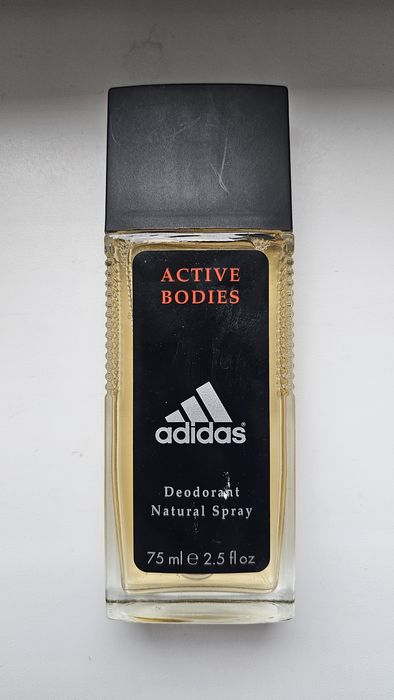 ACTIVE
BODIES
adidas®
Deodorant
Natural Spray
75 ml ℮ 2.5 fl oz